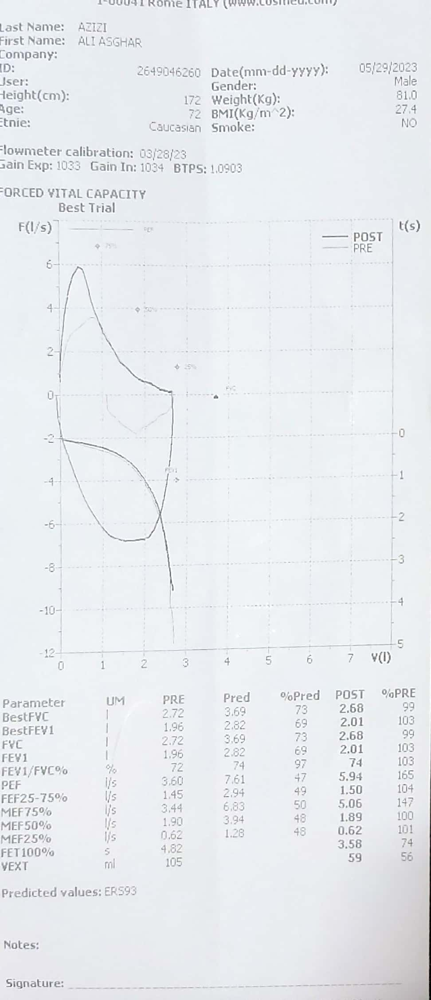 I-00041 Rome ITALY (www.cosmed.com)
Last Name: AZIZI
First Name: ALI ASGHAR
Company:
ID: 2649046260 Date(mm-dd-yyyy): 05/29/2023
User: Gender: Male
Height(cm): 172 Weight(Kg): 81.0
Age: 72 BMI(Kg/m^2): 27.4
Etnie: Caucasian Smoke: NO
Flowmeter calibration: 03/28/23
Gain Exp: 1033 Gain In: 1034 BTPS: 1.0903
FORCED VITAL CAPACITY
Best Trial
F(l/s) t(s)
PEF
POST
75%
PRE
6
4 50%
2
25%
0 FVC
0
-2
FEV1
1
-4
2
-6
3
-8
4
-10
5
-12
0 1 2 3 4 5 6 7 V(l)
Parameter UM PRE Pred %Pred POST %PRE
BestFVC l 2.72 3.69 73 2.68 99
BestFEV1 l 1.96 2.82 69 2.01 103
FVC l 2.72 3.69 73 2.68 99
FEV1 l 1.96 2.82 69 2.01 103
FEV1/FVC% % 72 74 97 74 103
PEF l/s 3.60 7.61 47 5.94 165
FEF25-75% l/s 1.45 2.94 49 1.50 104
MEF75% l/s 3.44 6.83 50 5.06 147
MEF50% l/s 1.90 3.94 48 1.89 100
MEF25% l/s 0.62 1.28 48 0.62 101
FET100% s 4.82 3.58 74
VEXT ml 105 59 56
Predicted values: ERS93
Notes:
Signature: